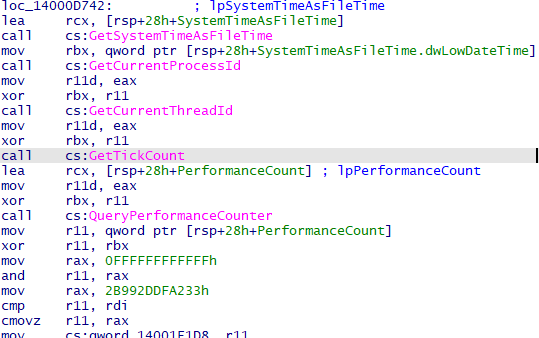 loc_14000D742: ; lpSystemTimeAsFileTime
lea rcx, [rsp+28h+SystemTimeAsFileTime]
call cs:GetSystemTimeAsFileTime
mov rbx, qword ptr [rsp+28h+SystemTimeAsFileTime.dwLowDateTime]
call cs:GetCurrentProcessId
mov r11d, eax
xor rbx, r11
call cs:GetCurrentThreadId
mov r11d, eax
xor rbx, r11
call cs:GetTickCount
lea rcx, [rsp+28h+PerformanceCount] ; lpPerformanceCount
mov r11d, eax
xor rbx, r11
call cs:QueryPerformanceCounter
mov r11, qword ptr [rsp+28h+PerformanceCount]
xor r11, rbx
mov rax, 0FFFFFFFFFFFFh
and r11, rax
mov rax, 2B992DDFA233h
cmp r11, rdi
cmovz r11, rax
mov cs:qword_14001F1D8, r11